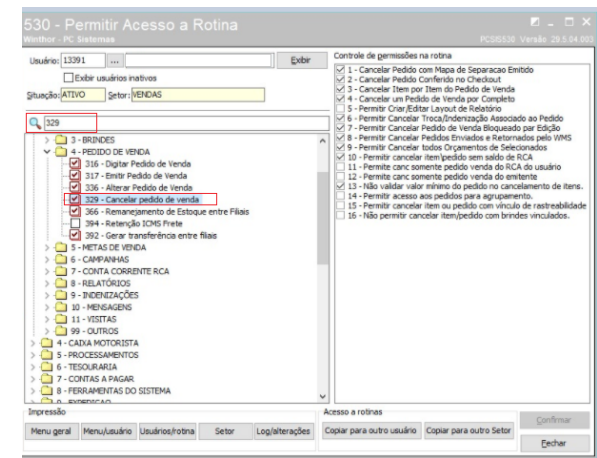 530 - Permitir Acesso a Rotina
Winthor - PC Sistemas
PCSIS530 Versão 29.5.04.003
Usuário: 13391 ... Exibir
Exibir usuários inativos
Situação: ATIVO Setor: VENDAS
329
3 - BRINDES
4 - PEDIDO DE VENDA
316 - Digitar Pedido de Venda
317 - Emitir Pedido de Venda
336 - Alterar Pedido de Venda
329 - Cancelar pedido de venda
366 - Remanejamento de Estoque entre Filiais
394 - Retenção ICMS Frete
392 - Gerar transferência entre filiais
5 - METAS DE VENDA
6 - CAMPANHAS
7 - CONTA CORRENTE RCA
8 - RELATÓRIOS
9 - INDENIZAÇÕES
10 - MENSAGENS
11 - VISITAS
99 - OUTROS
4 - CAIXA MOTORISTA
5 - PROCESSAMENTOS
6 - TESOURARIA
7 - CONTAS A PAGAR
8 - FERRAMENTAS DO SISTEMA
9 - EXPEDICAO
Controle de permissões na rotina
1 - Cancelar Pedido com Mapa de Separacao Emitido
2 - Cancelar Pedido Conferido no Checkout
3 - Cancelar Item por Item do Pedido de Venda
4 - Cancelar um Pedido de Venda por Completo
5 - Permitir Criar/Editar Layout de Relatório
6 - Permitir Cancelar Troca/Indenização Associado ao Pedido
7 - Permitir Cancelar Pedido de Venda Bloqueado por Edição
8 - Permitir Cancelar Pedidos Enviados e Retornados pelo WMS
9 - Permitir Cancelar todos Orçamentos de Selecionados
10 - Permitir cancelar item\pedido sem saldo de RCA
11 - Permite canc somente pedido venda do RCA do usuário
12 - Permite canc somente pedido venda do emitente
13 - Não validar valor mínimo do pedido no cancelamento de itens.
14 - Permitir acesso aos pedidos para agrupamento.
15 - Permitir cancelar item ou pedido com vínculo de rastreabilidade
16 - Não permitir cancelar item/pedido com brindes vinculados.
Impressão
Menu geral Menu/usuário Usuários/rotina Setor Log/alterações
Acesso a rotinas
Copiar para outro usuário Copiar para outro Setor
Confirmar
Fechar